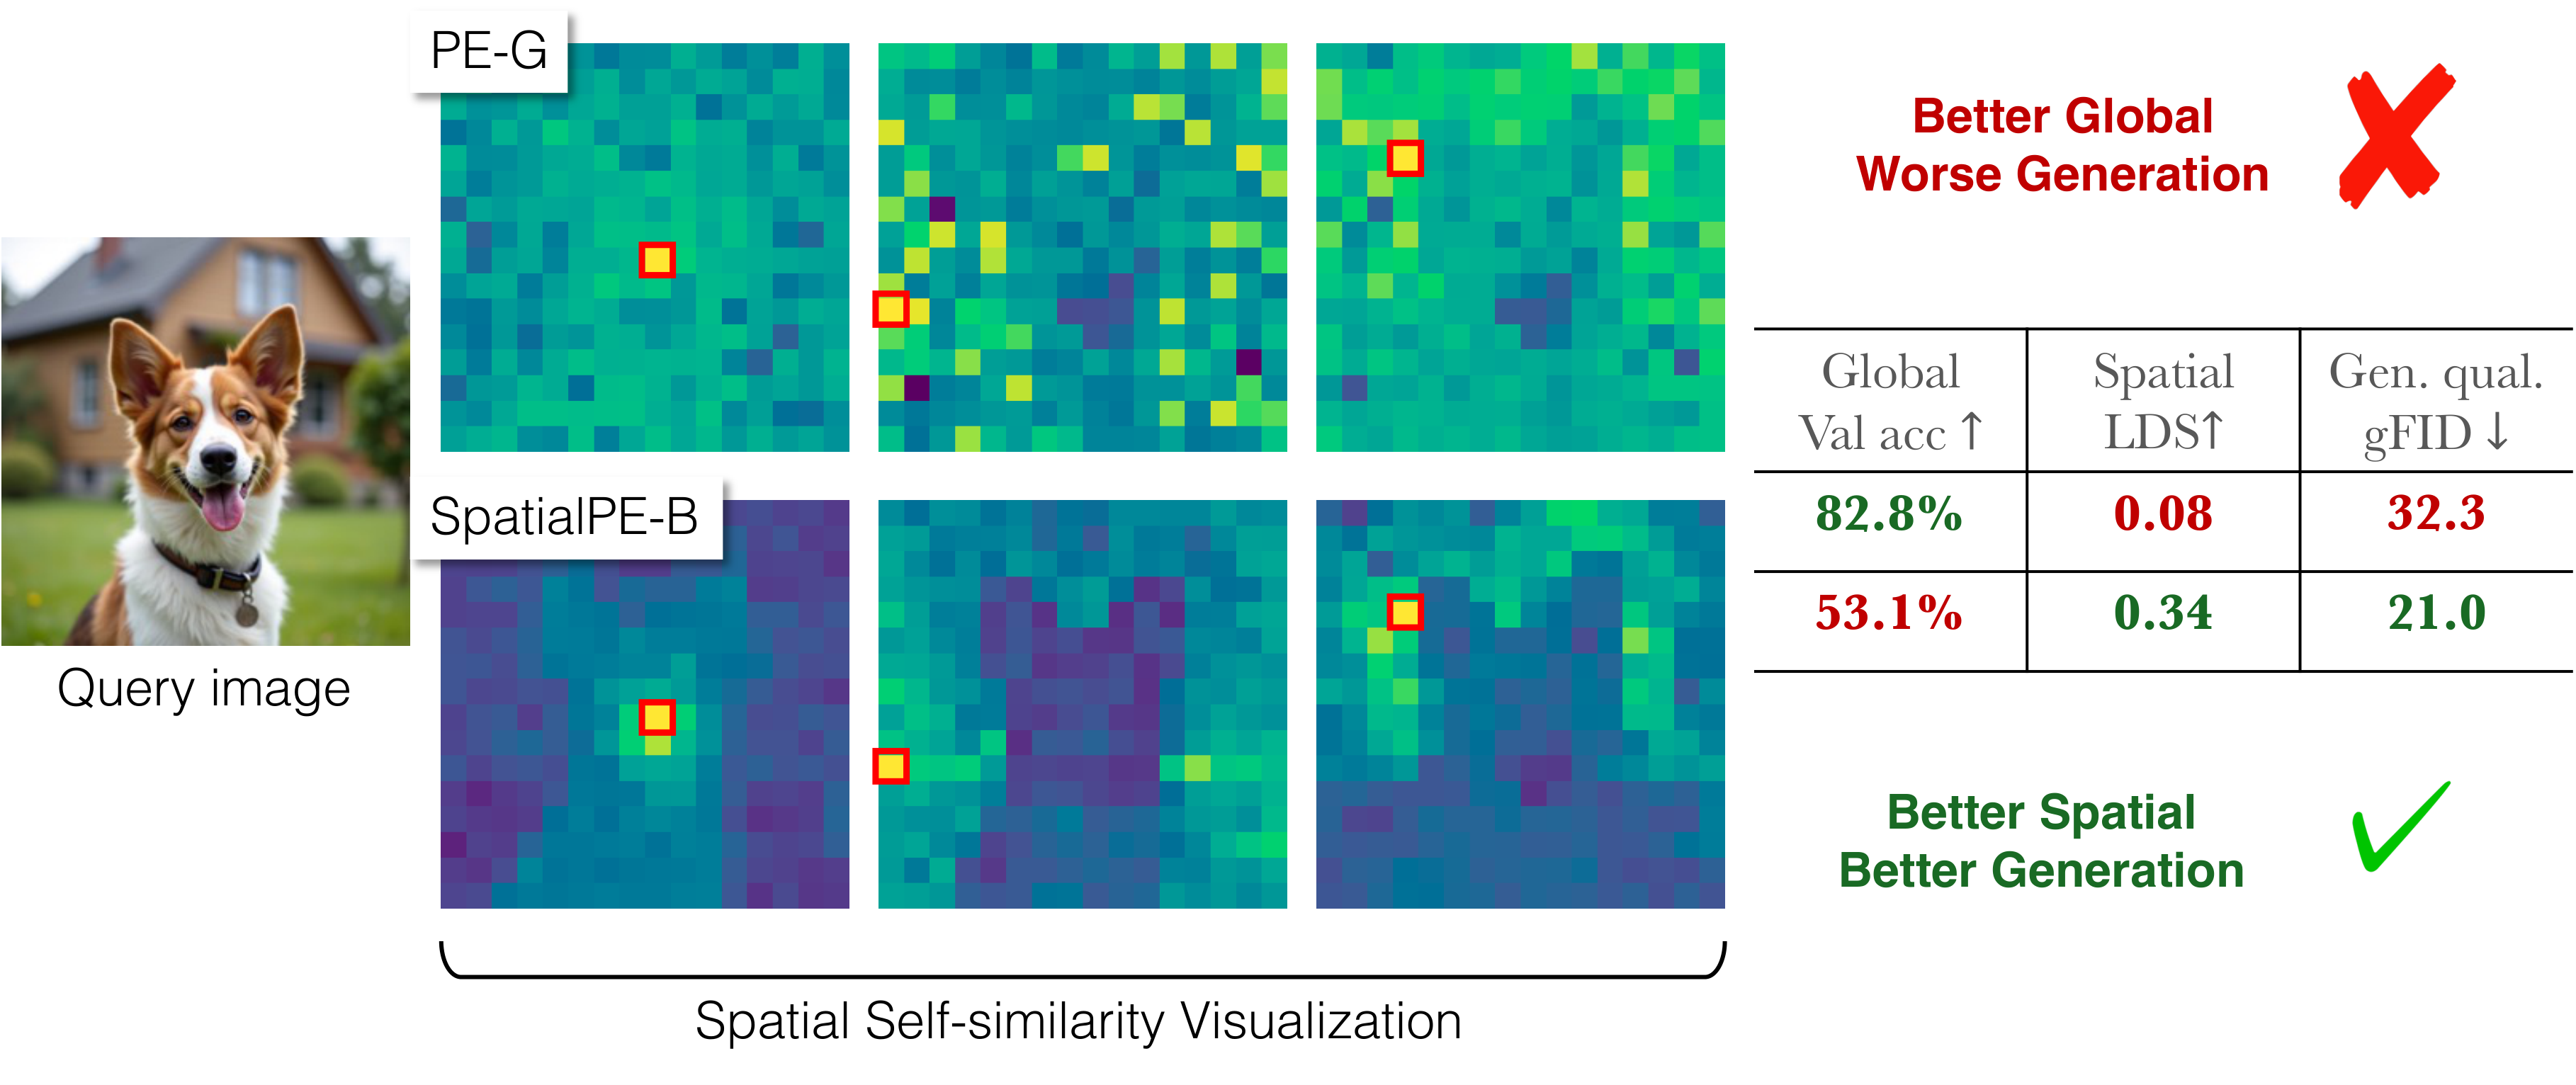 PE-G
Better Global
Worse Generation
Query image
SpatialPE-B
Global
Val acc ↑
Spatial
LDS↑
Gen. qual.
gFID ↓
82.8%
0.08
32.3
53.1%
0.34
21.0
Better Spatial
Better Generation
Spatial Self-similarity Visualization